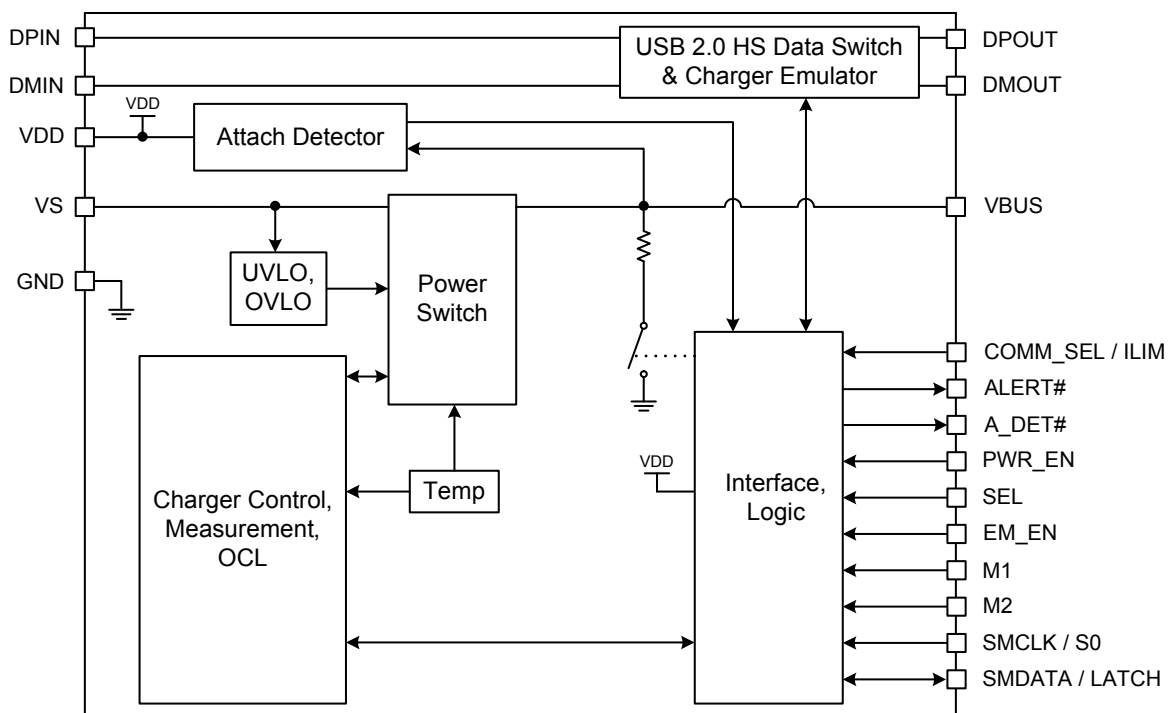 DPIN
USB 2.0 HS Data Switch
& Charger Emulator
DPOUT
DMIN
DMOUT
VDD
VDD
Attach Detector
VS
VBUS
UVLO,
OVLO
Power
Switch
GND
COMM_SEL / ILIM
ALERT#
A_DET#
VDD
PWR_EN
Temp
Interface,
Logic
SEL
Charger Control,
Measurement,
OCL
EM_EN
M1
M2
SMCLK / S0
SMDATA / LATCH